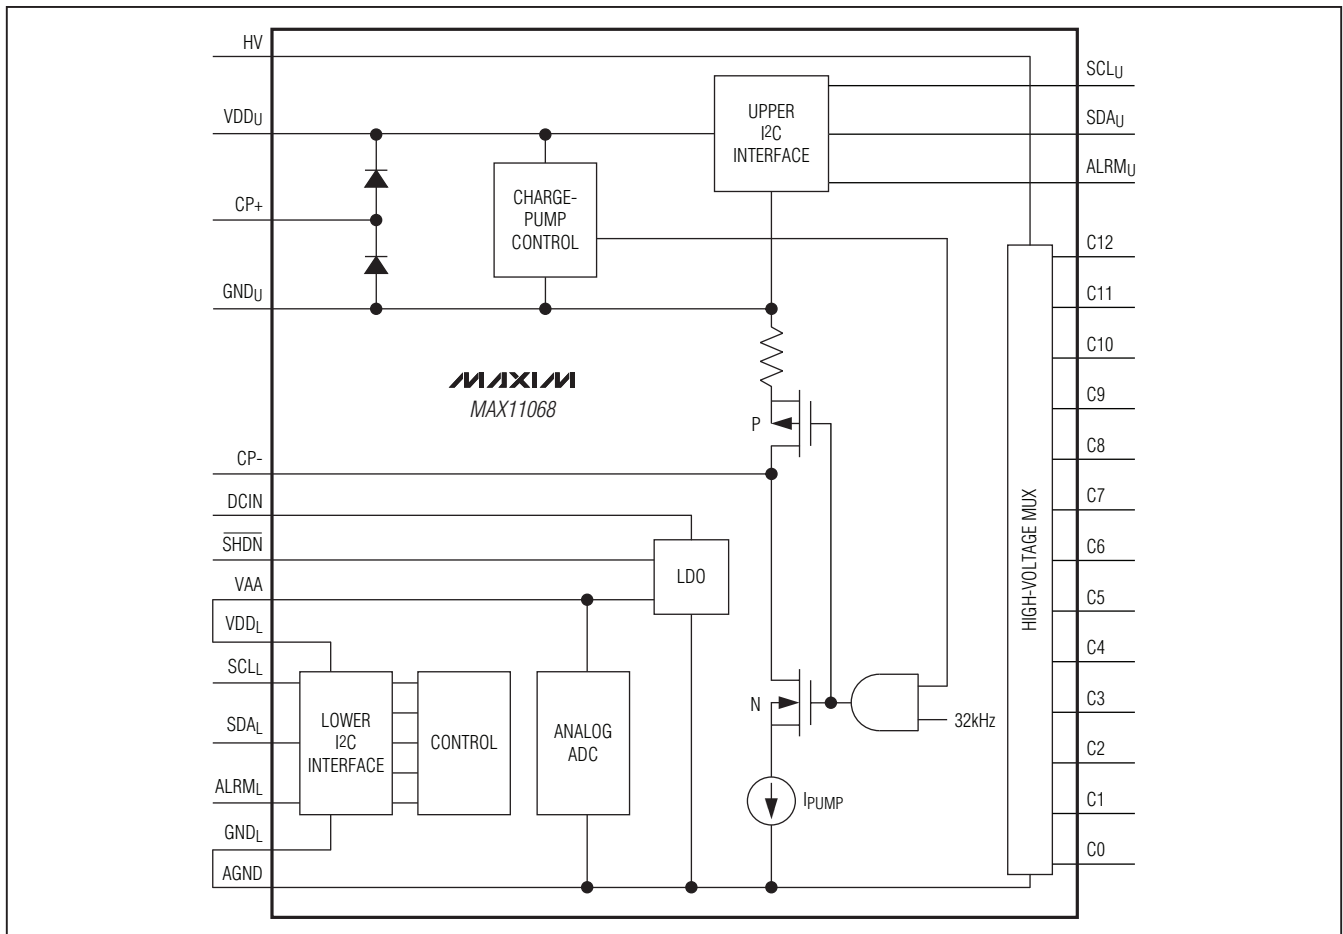 HV
VDDU
CP+
GNDU
CP-
DCIN
SHDN
VAA
VDDL
SCLL
SDAL
ALRML
GNDL
AGND
UPPER
I2C
INTERFACE
CHARGE-
PUMP
CONTROL
MAXIM
MAX11068
P
LDO
N
32kHz
LOWER
I2C
INTERFACE
CONTROL
ANALOG
ADC
IPUMP
HIGH-VOLTAGE MUX
SCLU
SDAU
ALRMU
C12
C11
C10
C9
C8
C7
C6
C5
C4
C3
C2
C1
C0